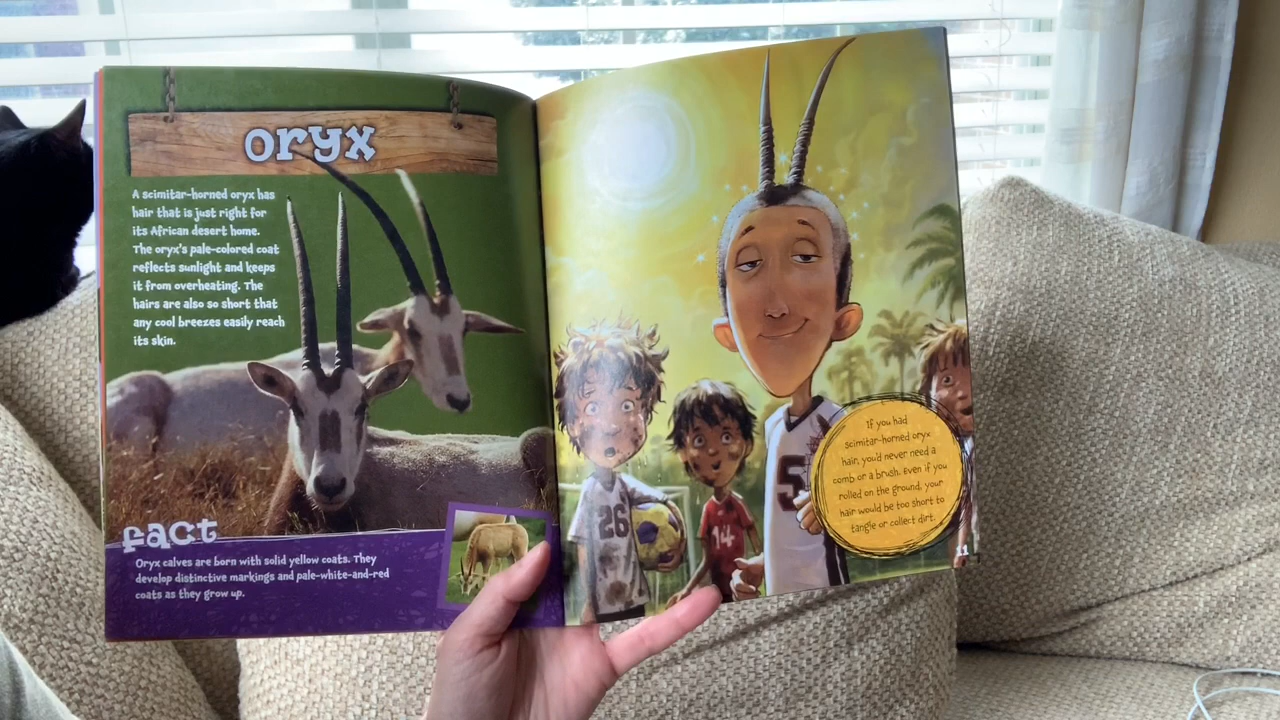 oryx
A scimitar-horned oryx has
hair that is just right for
its African desert home.
The oryx's pale-colored coat
reflects sunlight and keeps
it from overheating. The
hairs are also so short that
any cool breezes easily reach
its skin.
fact
Oryx calves are born with solid yellow coats. They
develop distinctive markings and pale-white-and-red
coats as they grow up.
26
14
5
If you had
scimitar-horned oryx
hair, you'd never need a
comb or a brush. Even if you
rolled on the ground, your
hair would be too short to
tangle or collect dirt.
11